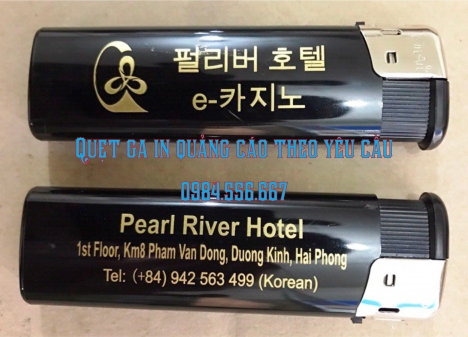 펄리버 호텔
e-카지노
Quẹt ga in quảng cáo theo yêu cầu
0984.556.667
Pearl River Hotel
1st Floor, Km8 Pham Van Dong, Duong Kinh, Hai Phong
Tel: (+84) 942 563 499 (Korean)